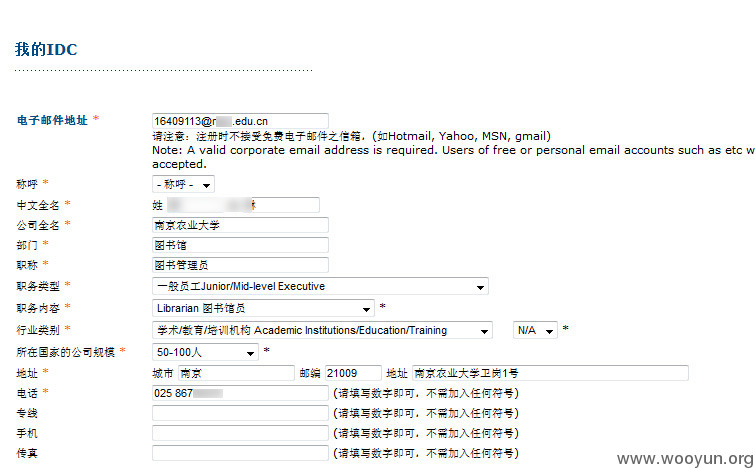 我的IDC
电子邮件地址 * 16409113@n .edu.cn
请注意：注册时不接受免费电子邮件之信箱，(如Hotmail, Yahoo, MSN, gmail)
Note: A valid corporate email address is required. Users of free or personal email accounts such as etc w
accepted.
称呼 * - 称呼 -
中文全名 * 姓
公司全名 * 南京农业大学
部门 * 图书馆
职称 * 图书管理员
职务类型 * 一般员工Junior/Mid-level Executive
职务内容 * Librarian 图书馆员 *
行业类别 * 学术/教育/培训机构 Academic Institutions/Education/Training N/A *
所在国家的公司规模 * 50-100人 *
地址 * 城市 南京 邮编 21009 地址 南京农业大学卫岗1号
电话 * 025 867 (请填写数字即可，不需加入任何符号)
专线 (请填写数字即可，不需加入任何符号)
手机 (请填写数字即可，不需加入任何符号)
传真 (请填写数字即可，不需加入任何符号)
www.wooyun.org